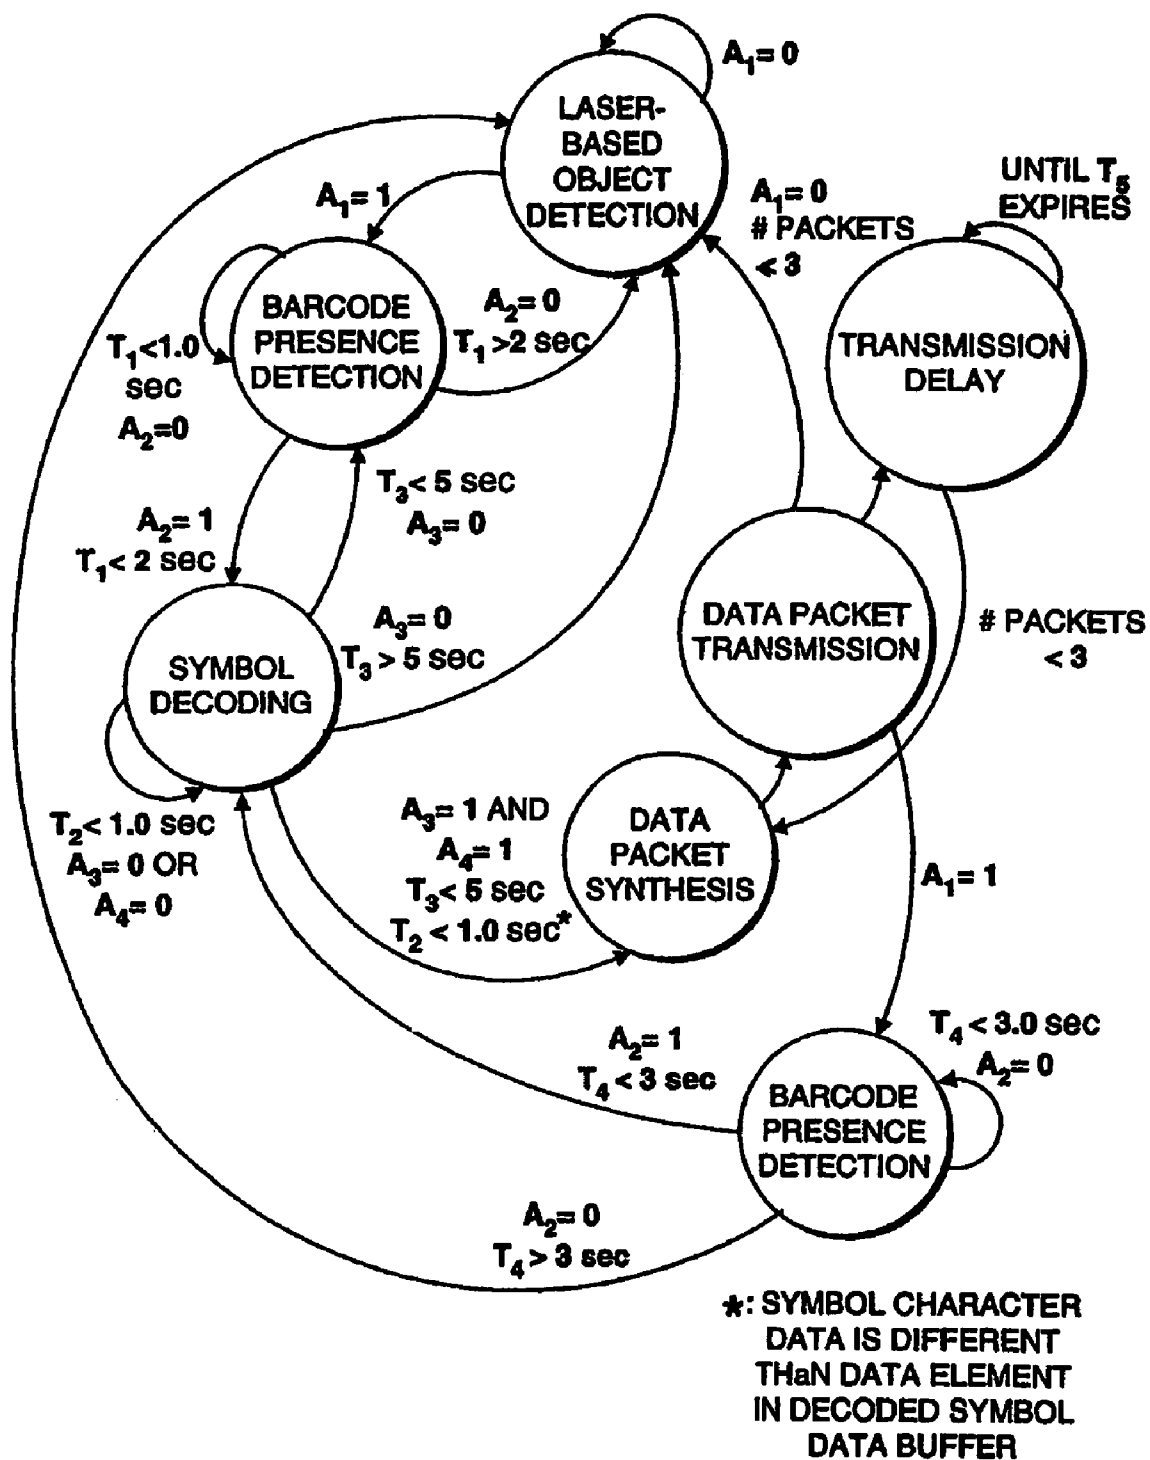 A₁= 0
LASER-
BASED
OBJECT
DETECTION
A₁= 1
A₁= 0
# PACKETS
< 3
UNTIL T₅
EXPIRES
BARCODE
PRESENCE
DETECTION
A₂= 0
T₁ >2 sec
T₁<1.0
sec
A₂=0
TRANSMISSION
DELAY
T₃< 5 sec
A₃= 0
A₂= 1
T₁< 2 sec
A₃= 0
T₃ > 5 sec
DATA PACKET
TRANSMISSION
# PACKETS
< 3
SYMBOL
DECODING
T₂< 1.0 sec
A₃= 0 OR
A₄= 0
A₃= 1 AND
A₄= 1
T₃< 5 sec
T₂ < 1.0 sec*
DATA
PACKET
SYNTHESIS
A₁= 1
A₂= 1
T₄ < 3 sec
T₄ < 3.0 sec
A₂= 0
BARCODE
PRESENCE
DETECTION
A₂= 0
T₄ > 3 sec
*: SYMBOL CHARACTER
DATA IS DIFFERENT
THaN DATA ELEMENT
IN DECODED SYMBOL
DATA BUFFER